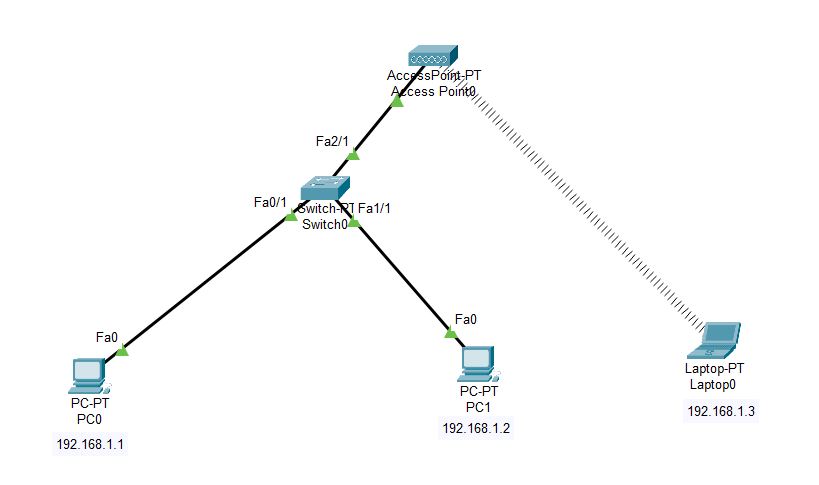 AccessPoint-PT
Access Point0
Fa2/1
Fa0/1
Switch-PT
Fa1/1
Switch0
Fa0
Fa0
PC-PT
PC0
192.168.1.1
PC-PT
PC1
192.168.1.2
Laptop-PT
Laptop0
192.168.1.3